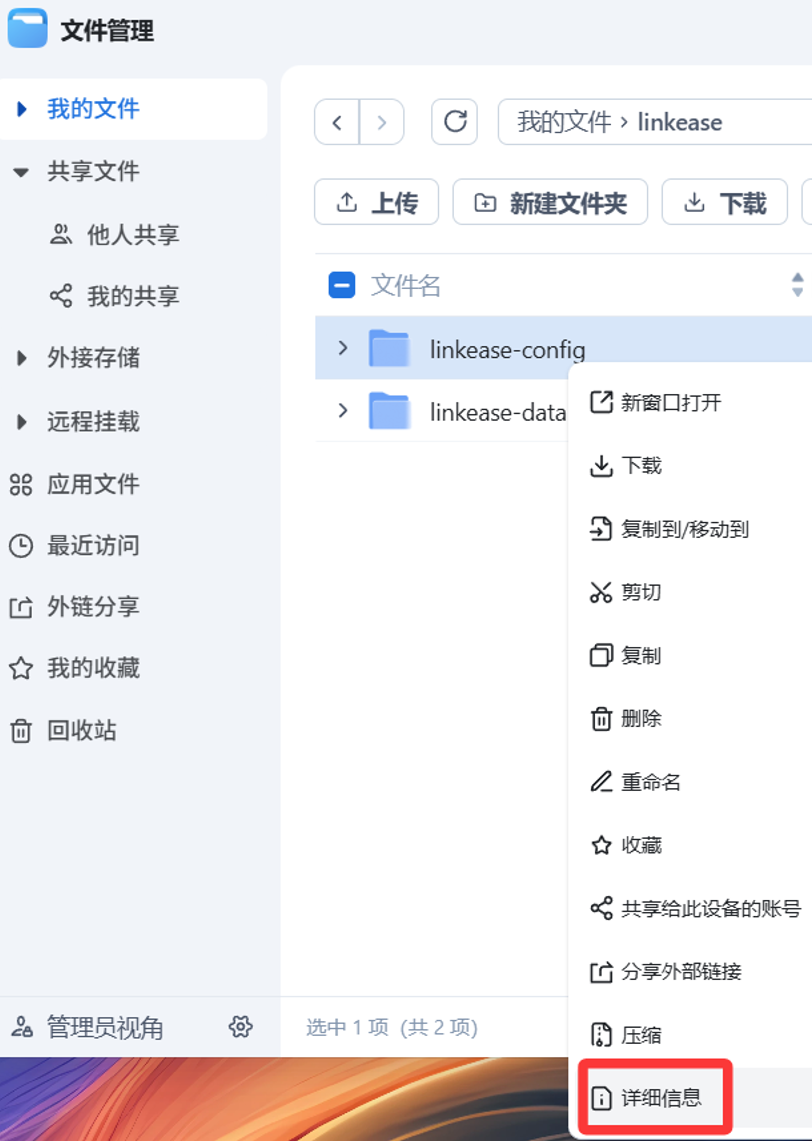 文件管理
我的文件
共享文件
他人共享
我的共享
外接存储
远程挂载
应用文件
最近访问
外链分享
我的收藏
回收站
管理员视角
我的文件 › linkease
上传
新建文件夹
下载
文件名
linkease-config
linkease-data
选中 1 项（共 2 项）
新窗口打开
下载
复制到/移动到
剪切
复制
删除
重命名
收藏
共享给此设备的账号
分享外部链接
压缩
详细信息